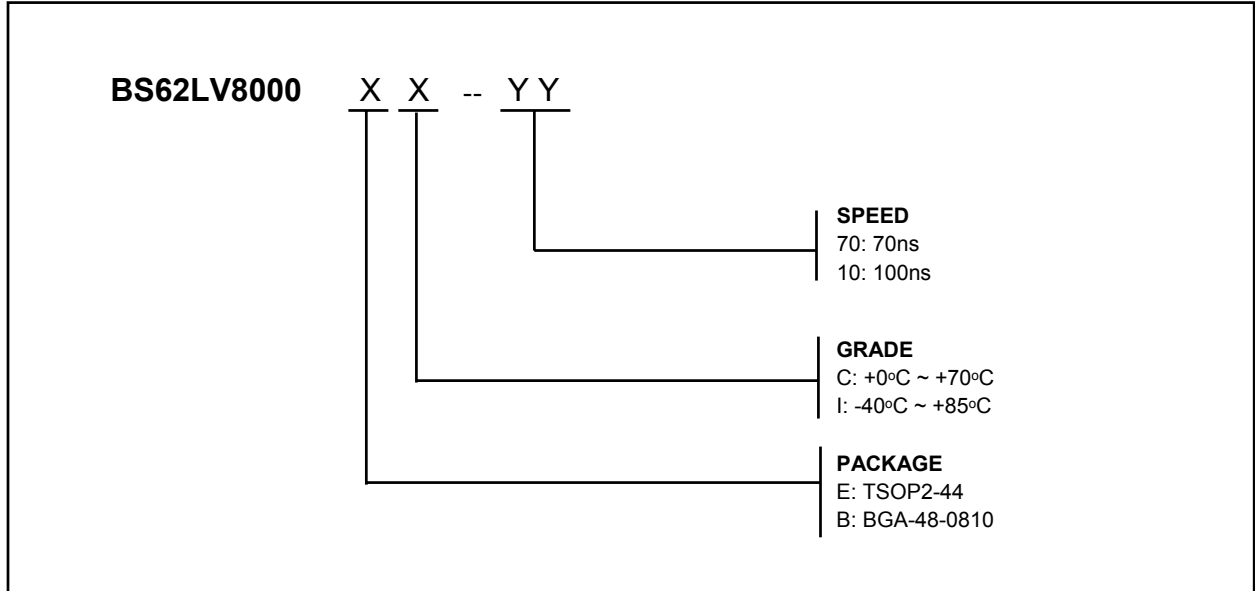 BS62LV8000 X X -- Y Y
SPEED
70: 70ns
10: 100ns
GRADE
C: +0oC ~ +70oC
I: -40oC ~ +85oC
PACKAGE
E: TSOP2-44
B: BGA-48-0810